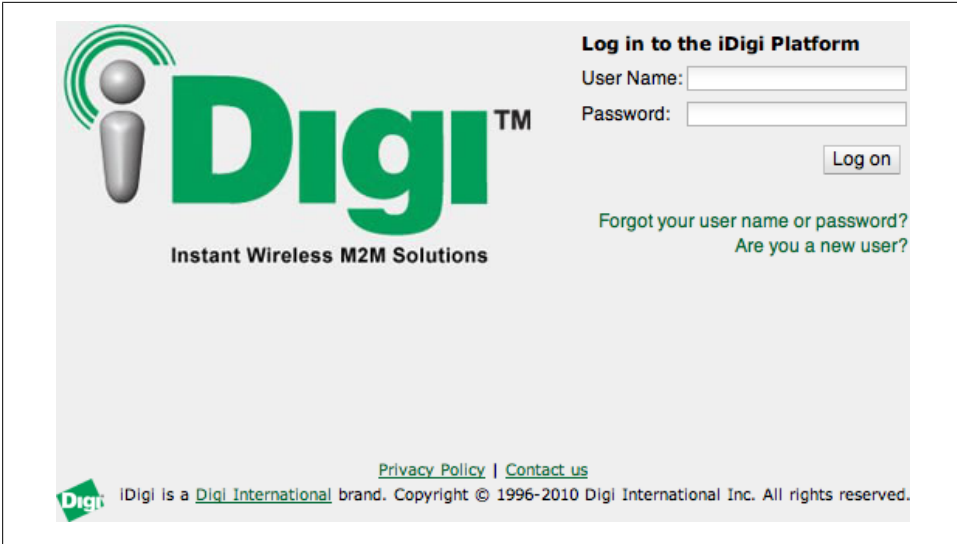 iDigi™
Instant Wireless M2M Solutions
Log in to the iDigi Platform
User Name:
Password:
Log on
Forgot your user name or password?
Are you a new user?
Privacy Policy | Contact us
Digi
iDigi is a Digi International brand. Copyright © 1996-2010 Digi International Inc. All rights reserved.